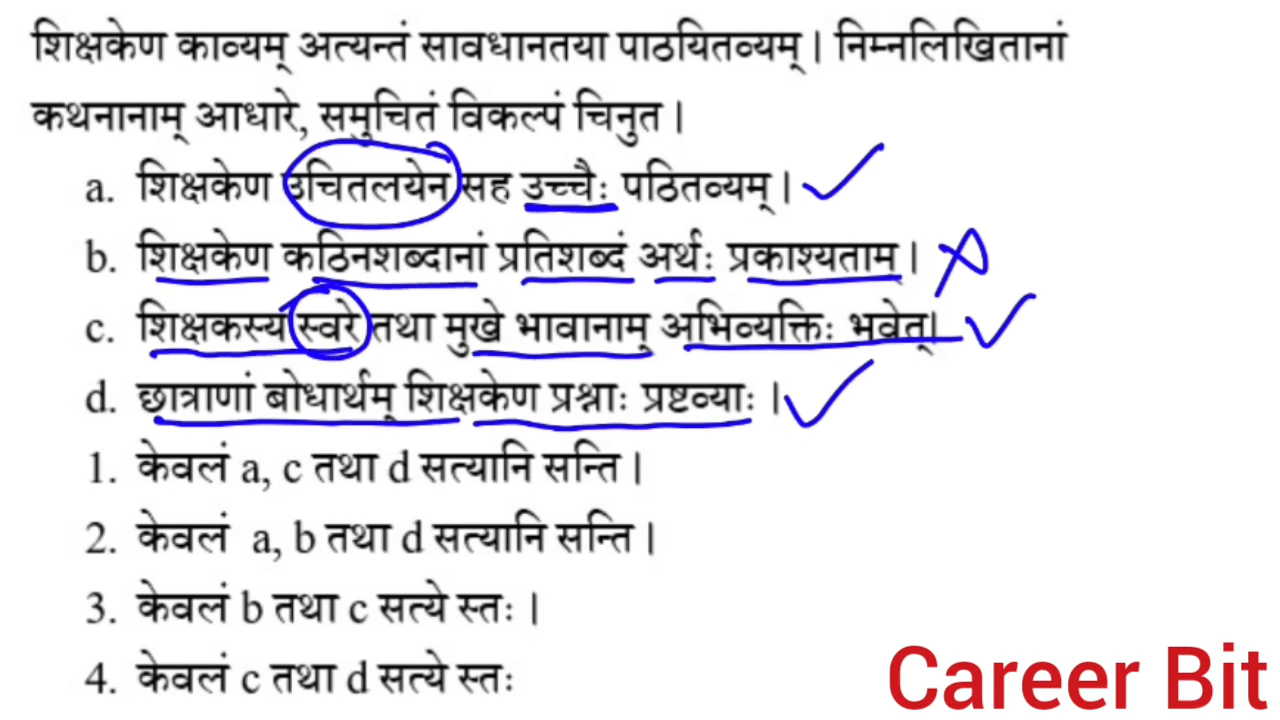 शिक्षकेण काव्यम् अत्यन्तं सावधानतया पाठयितव्यम् । निम्नलिखितानां
कथनानाम् आधारे, समुचितं विकल्पं चिनुत ।
a. शिक्षकेण उचितलयेन सह उच्चैः पठितव्यम् ।
b. शिक्षकेण कठिनशब्दानां प्रतिशब्दं अर्थः प्रकाश्यताम ।
c. शिक्षकस्य स्वरे तथा मुखे भावानाम् अभिव्यक्तिः भवेत्।
d. छात्राणां बोधार्थम् शिक्षकेण प्रश्नाः प्रष्टव्याः ।
1. केवलं a, c तथा d सत्यानि सन्ति ।
2. केवलं a, b तथा d सत्यानि सन्ति ।
3. केवलं b तथा c सत्ये स्तः ।
4. केवलं c तथा d सत्ये स्तः
Career Bit